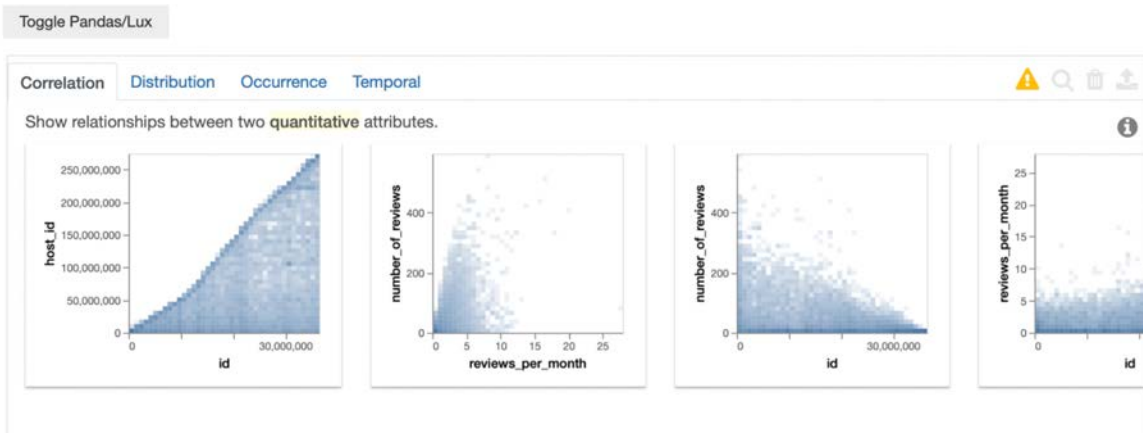 Toggle Pandas/Lux
Correlation Distribution Occurrence Temporal
Show relationships between two quantitative attributes.
host_id
250,000,000
200,000,000
150,000,000
100,000,000
50,000,000
0
0 30,000,000
id
number_of_reviews
400
200
0
0 5 10 15 20 25
reviews_per_month
number_of_reviews
400
200
0
0 30,000,000
id
reviews_per_month
25
20
15
10
5
0
0
id